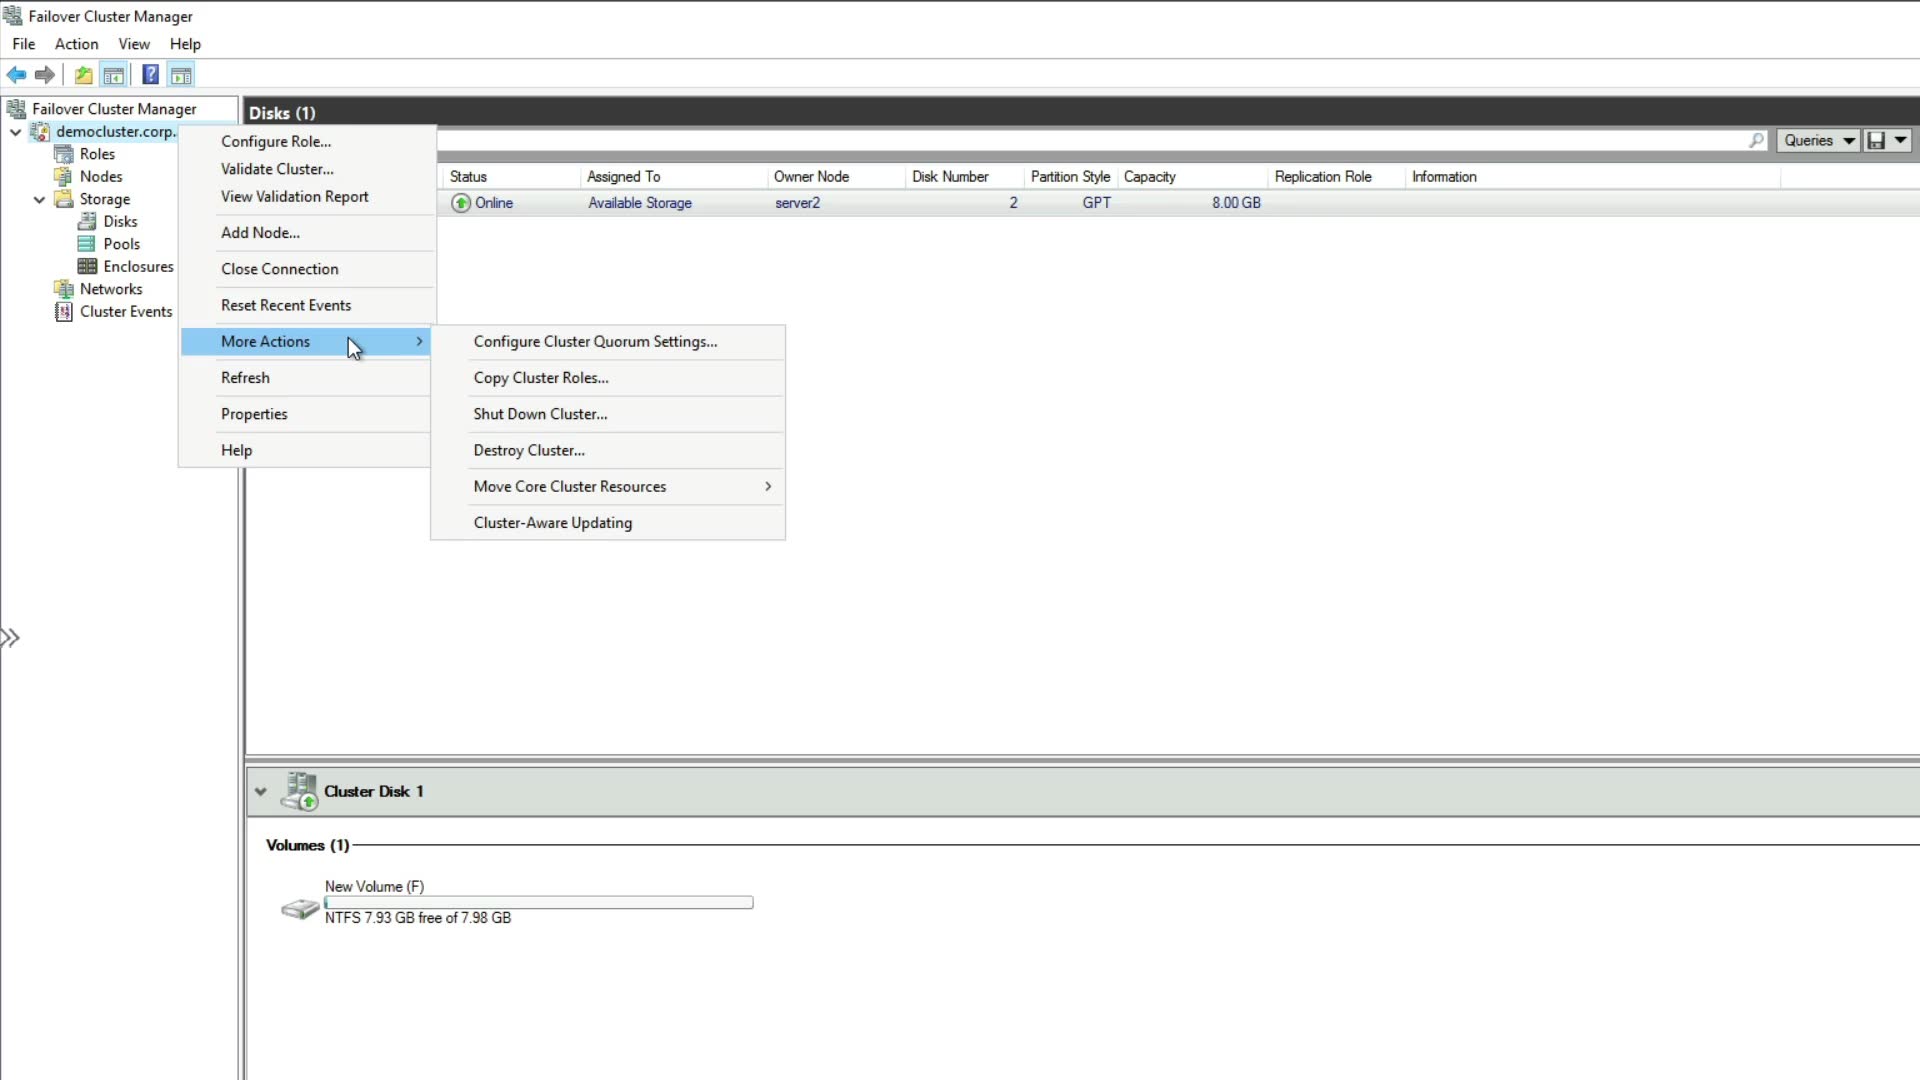 Failover Cluster Manager
File Action View Help
Failover Cluster Manager
democluster.corp.
Roles
Nodes
Storage
Disks
Pools
Enclosures
Networks
Cluster Events
Configure Role...
Validate Cluster...
View Validation Report
Add Node...
Close Connection
Reset Recent Events
More Actions
Refresh
Properties
Help
Configure Cluster Quorum Settings...
Copy Cluster Roles...
Shut Down Cluster...
Destroy Cluster...
Move Core Cluster Resources
Cluster-Aware Updating
Disks (1)
Queries
Status Assigned To Owner Node Disk Number Partition Style Capacity Replication Role Information
Online Available Storage server2 2 GPT 8.00 GB
Cluster Disk 1
Volumes (1)
New Volume (F)
NTFS 7.93 GB free of 7.98 GB